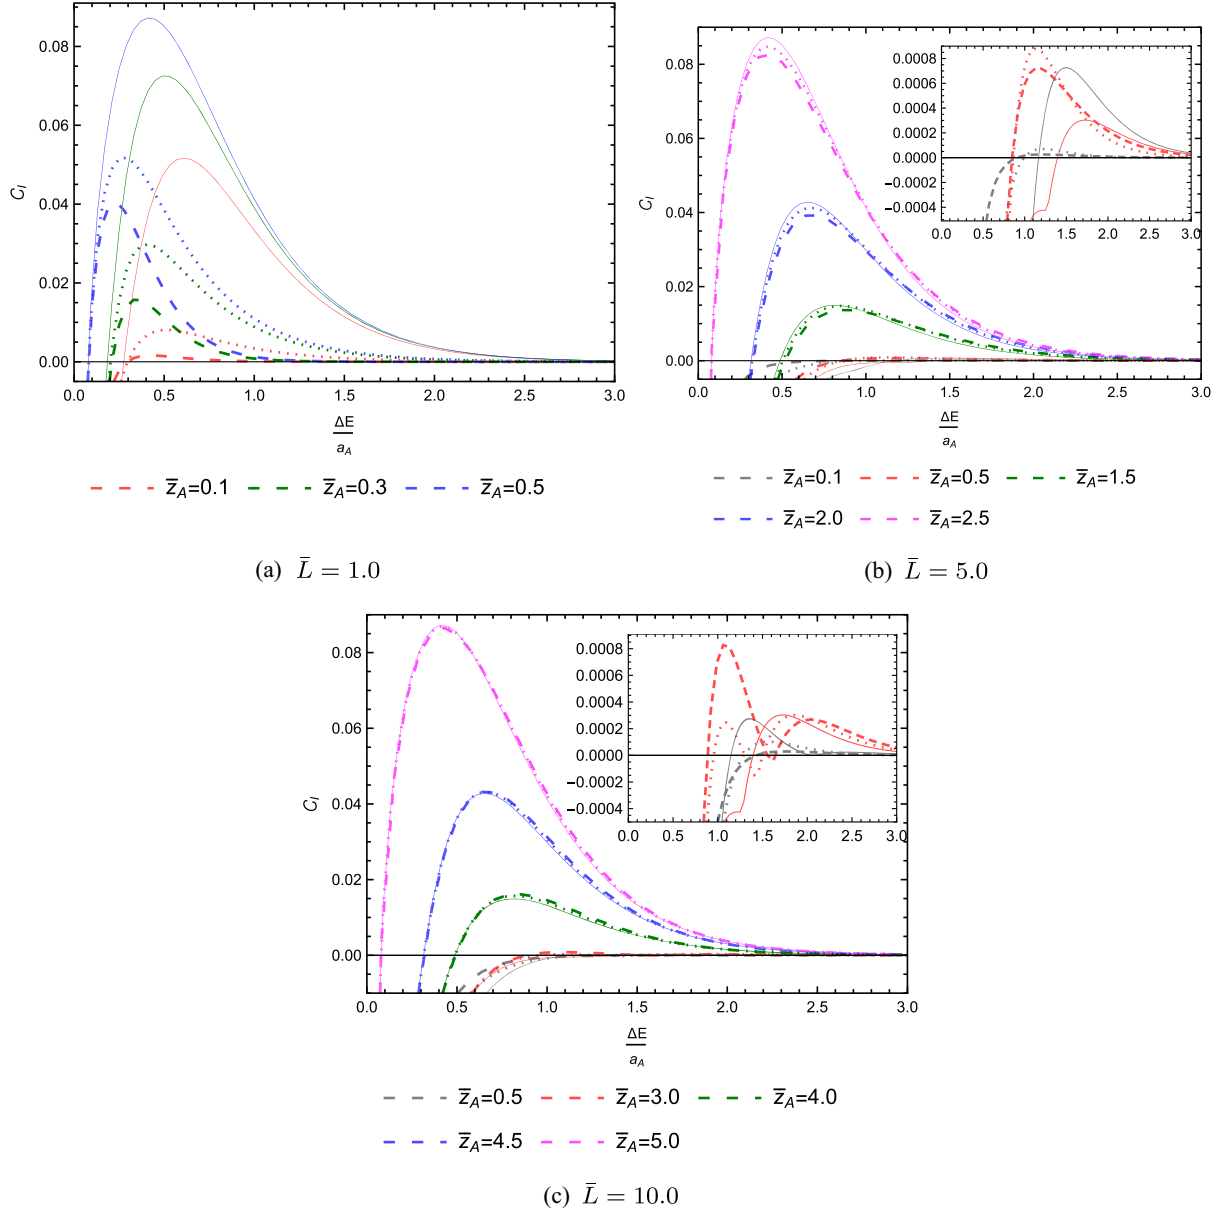 0.08
0.06
0.04
0.02
0.00
C_I
0.0 0.5 1.0 1.5 2.0 2.5 3.0
ΔE
a_A
z̄_A=0.1 z̄_A=0.3 z̄_A=0.5
(a) L̄ = 1.0
0.08
0.06
0.04
0.02
0.00
C_I
0.0 0.5 1.0 1.5 2.0 2.5 3.0
ΔE
a_A
0.0008
0.0006
0.0004
0.0002
0.0000
−0.0002
−0.0004
0.0 0.5 1.0 1.5 2.0 2.5 3.0
z̄_A=0.1 z̄_A=0.5 z̄_A=1.5
z̄_A=2.0 z̄_A=2.5
(b) L̄ = 5.0
0.08
0.06
0.04
0.02
0.00
C_I
0.0 0.5 1.0 1.5 2.0 2.5 3.0
ΔE
a_A
0.0008
0.0006
0.0004
0.0002
0.0000
−0.0002
−0.0004
0.0 0.5 1.0 1.5 2.0 2.5 3.0
z̄_A=0.5 z̄_A=3.0 z̄_A=4.0
z̄_A=4.5 z̄_A=5.0
(c) L̄ = 10.0